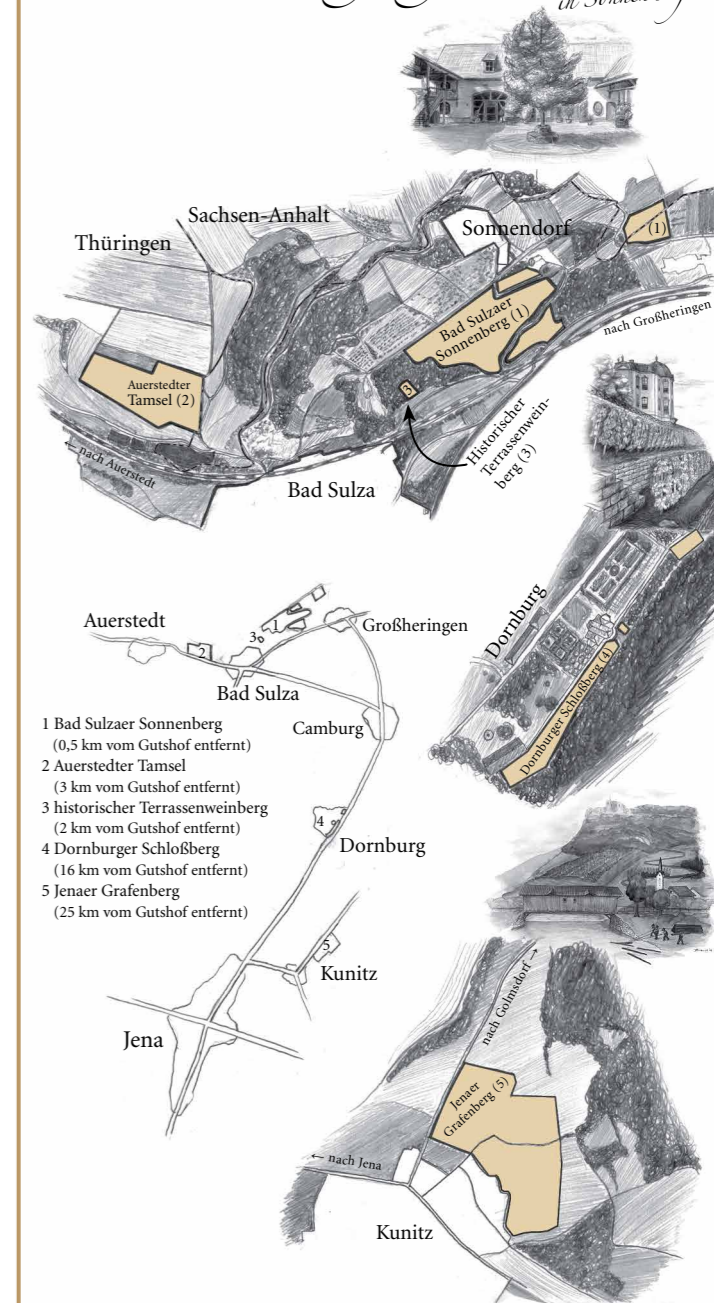 in Sonnendorf
Sachsen-Anhalt
Thüringen
Sonnendorf
(1)
Bad Sulzaer
Sonnenberg (1)
nach Großheringen
Auerstedter
Tamsel (2)
3
Historischer
Terrassenwein-
berg (3)
← nach Auerstedt
Bad Sulza
Dornburg
Dornburger Schloßberg (4)
Auerstedt
1
Großheringen
3
2
Bad Sulza
Camburg
1 Bad Sulzaer Sonnenberg
(0,5 km vom Gutshof entfernt)
2 Auerstedter Tamsel
(3 km vom Gutshof entfernt)
3 historischer Terrassenweinberg
(2 km vom Gutshof entfernt)
4 Dornburger Schloßberg
(16 km vom Gutshof entfernt)
5 Jenaer Grafenberg
(25 km vom Gutshof entfernt)
4
Dornburg
5
Kunitz
Jena
nach Golmsdorf →
Jenaer
Grafenberg (5)
← nach Jena
Kunitz